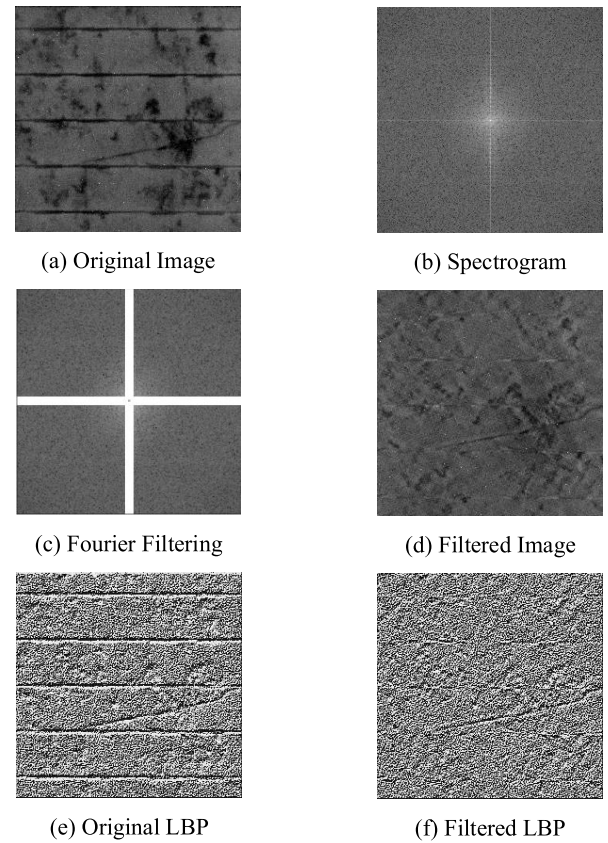 (a) Original Image
(b) Spectrogram
(c) Fourier Filtering
(d) Filtered Image
(e) Original LBP
(f) Filtered LBP